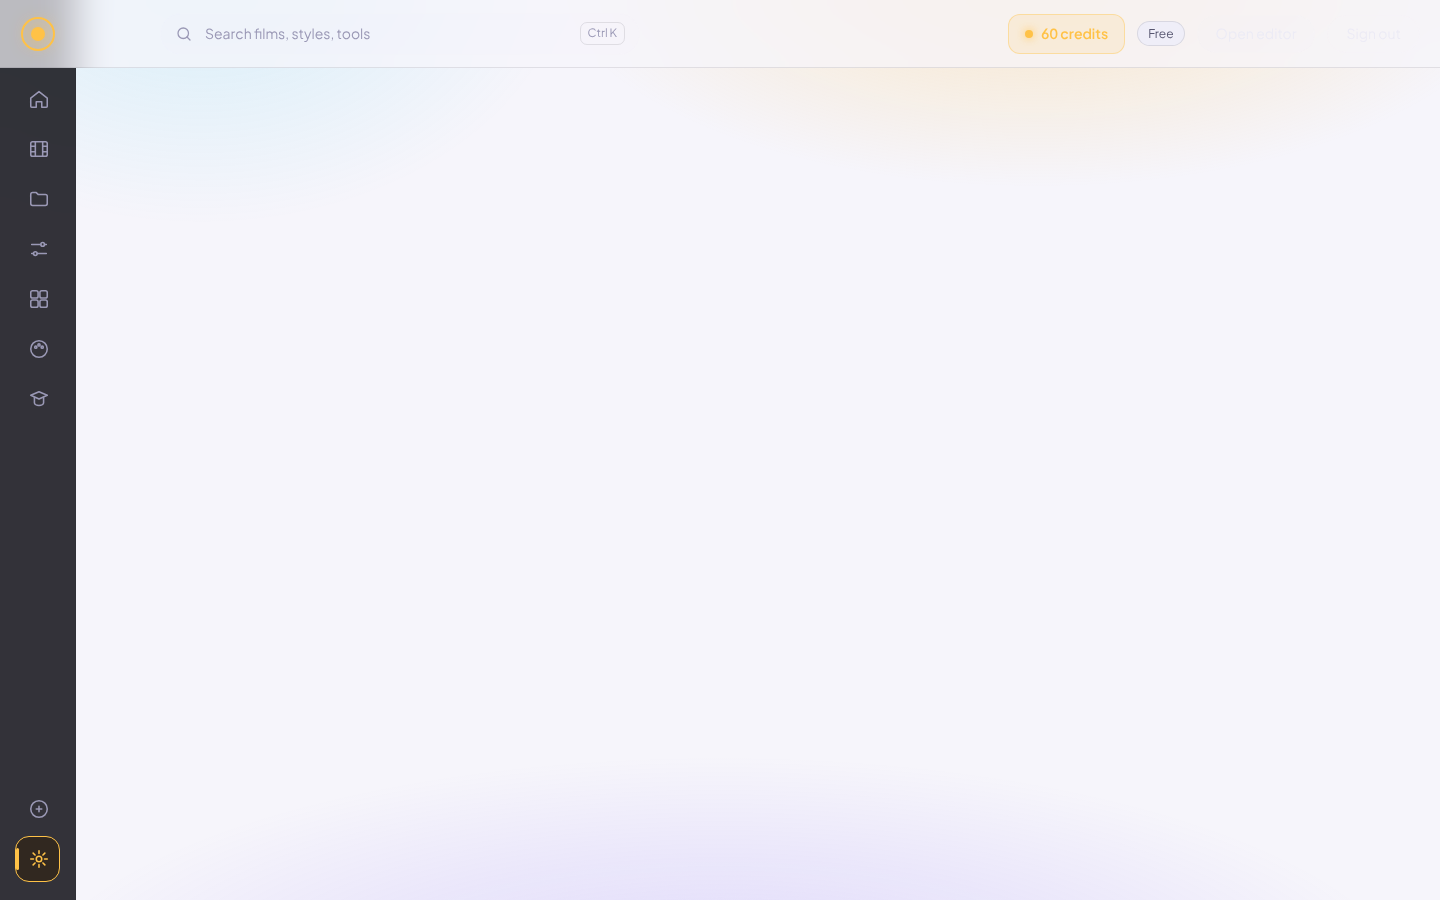 Search films, styles, tools
Ctrl K
60 credits
Free
Open editor
Sign out